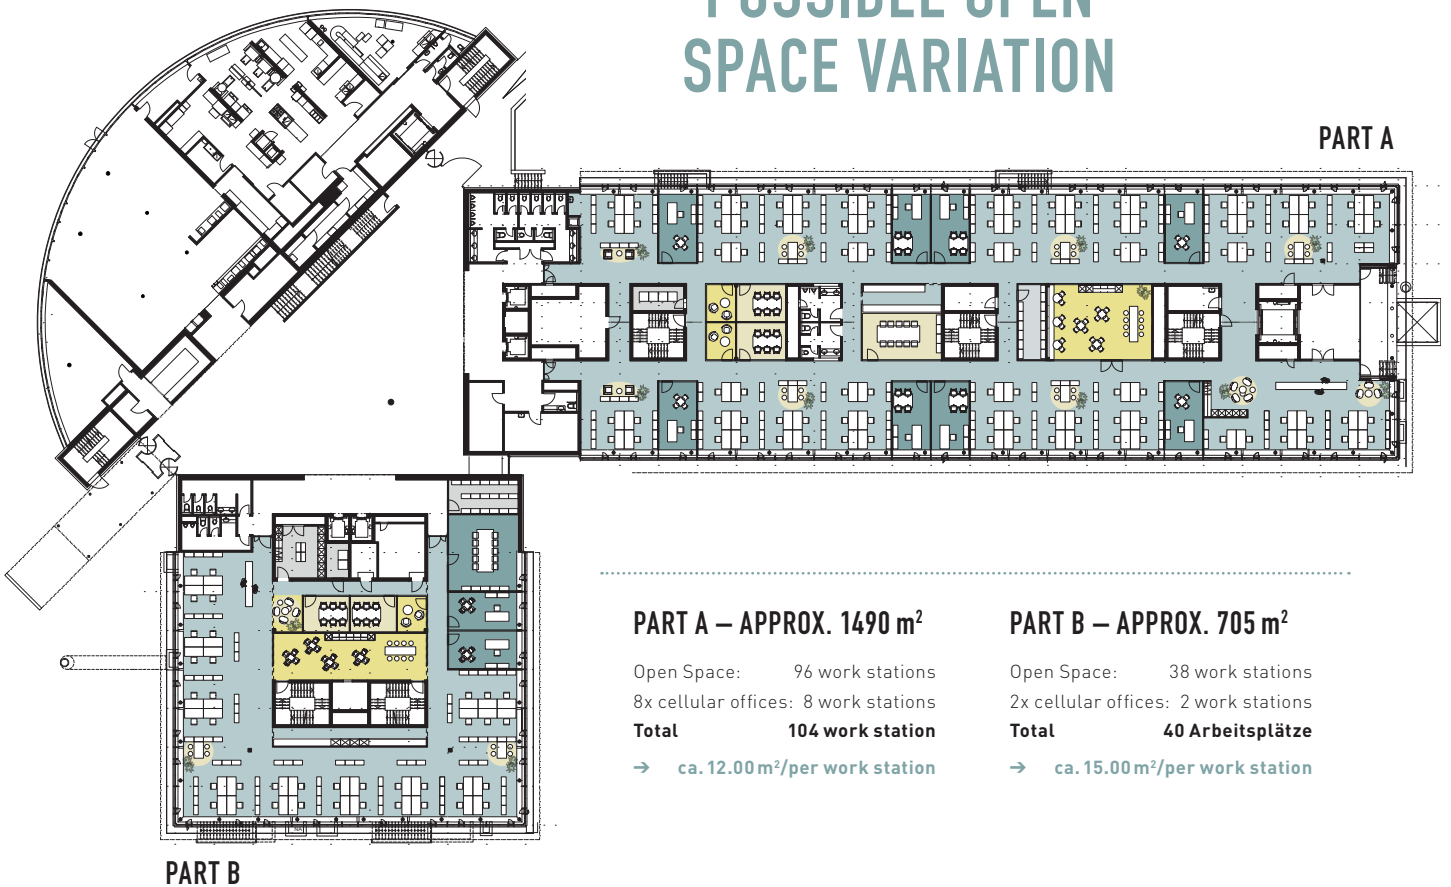 POSSIBLE OPEN
SPACE VARIATION
PART A
PART A – APPROX. 1490 m²
Open Space: 96 work stations
8x cellular offices: 8 work stations
Total 104 work station
→ ca. 12.00 m²/per work station
PART B – APPROX. 705 m²
Open Space: 38 work stations
2x cellular offices: 2 work stations
Total 40 Arbeitsplätze
→ ca. 15.00 m²/per work station
PART B